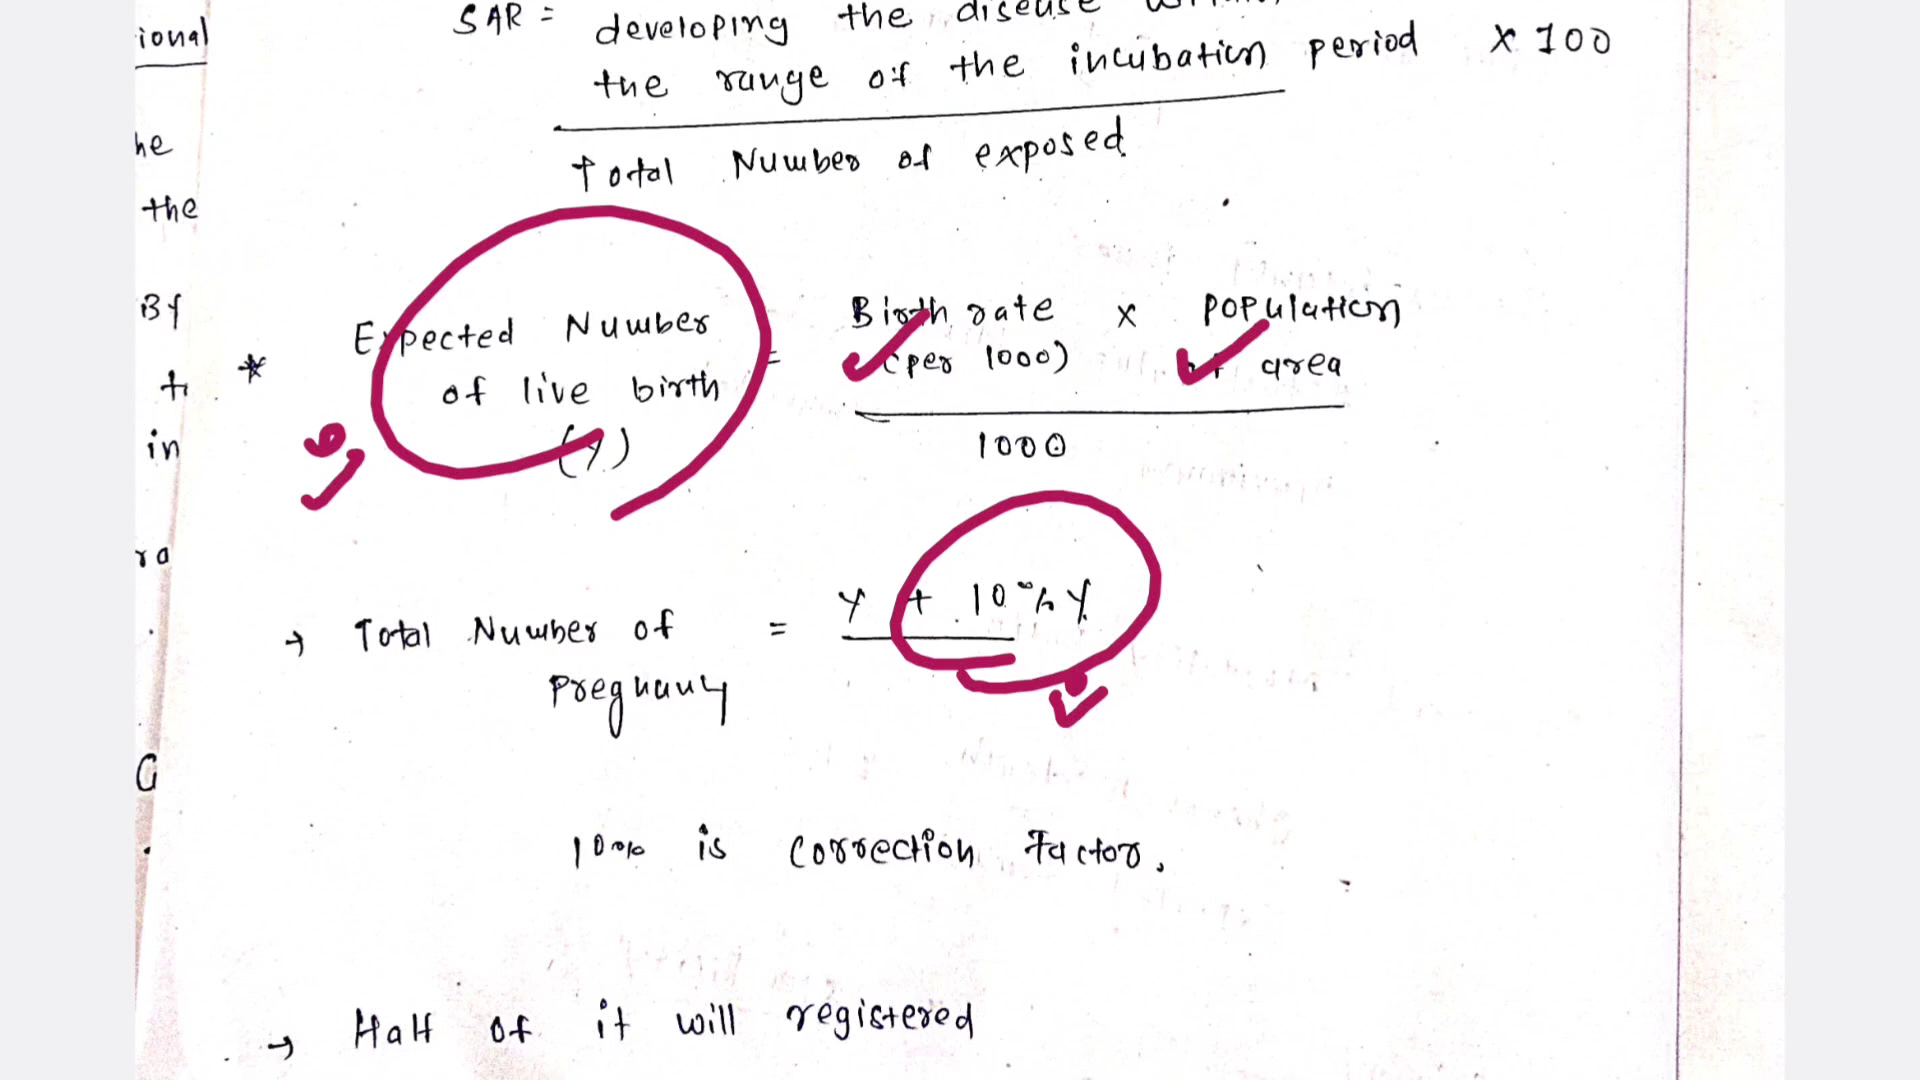 ional
SAR = developing the disease
the range of the incubation period × 100
Total Number of exposed
he
the
By
Expected Number = Birth rate × Population
(per 1000) area
* of live birth
(y)
1000
in
ra
→ Total Number of = y + 10% y
Pregnancy
G
10% is correction factor.
→ Half of it will registered